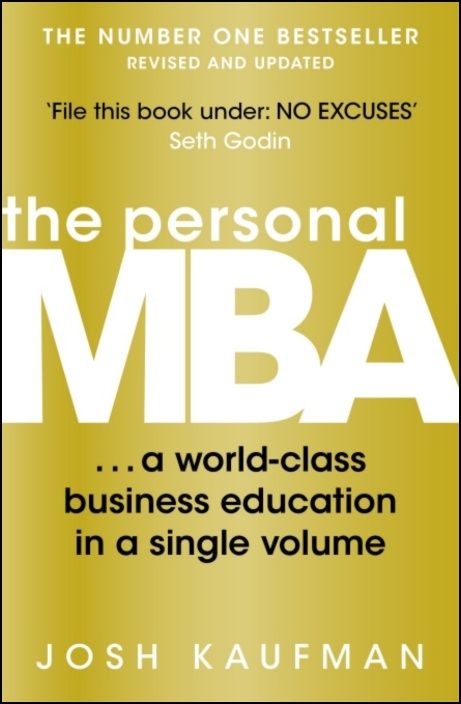 THE NUMBER ONE BESTSELLER
REVISED AND UPDATED
‘File this book under: NO EXCUSES’
Seth Godin
the personal
MBA
...a world-class
business education
in a single volume
JOSH KAUFMAN